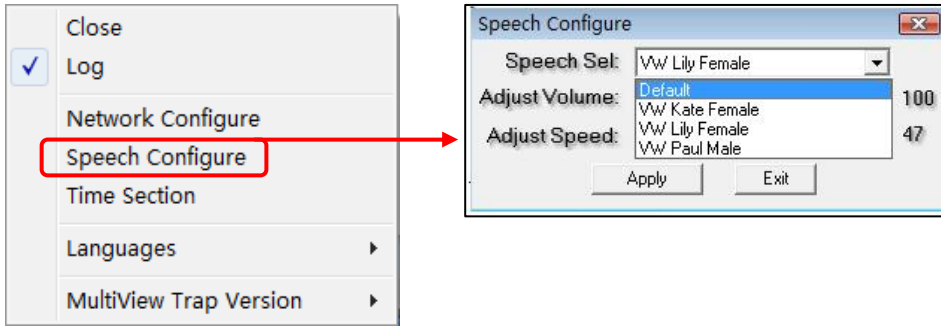 Close
Log
Network Configure
Speech Configure
Time Section
Languages
MultiView Trap Version
Speech Configure
Speech Sel: VW Lily Female
Default
Adjust Volume: 100
VW Kate Female
VW Lily Female
Adjust Speed: 47
VW Paul Male
Apply Exit